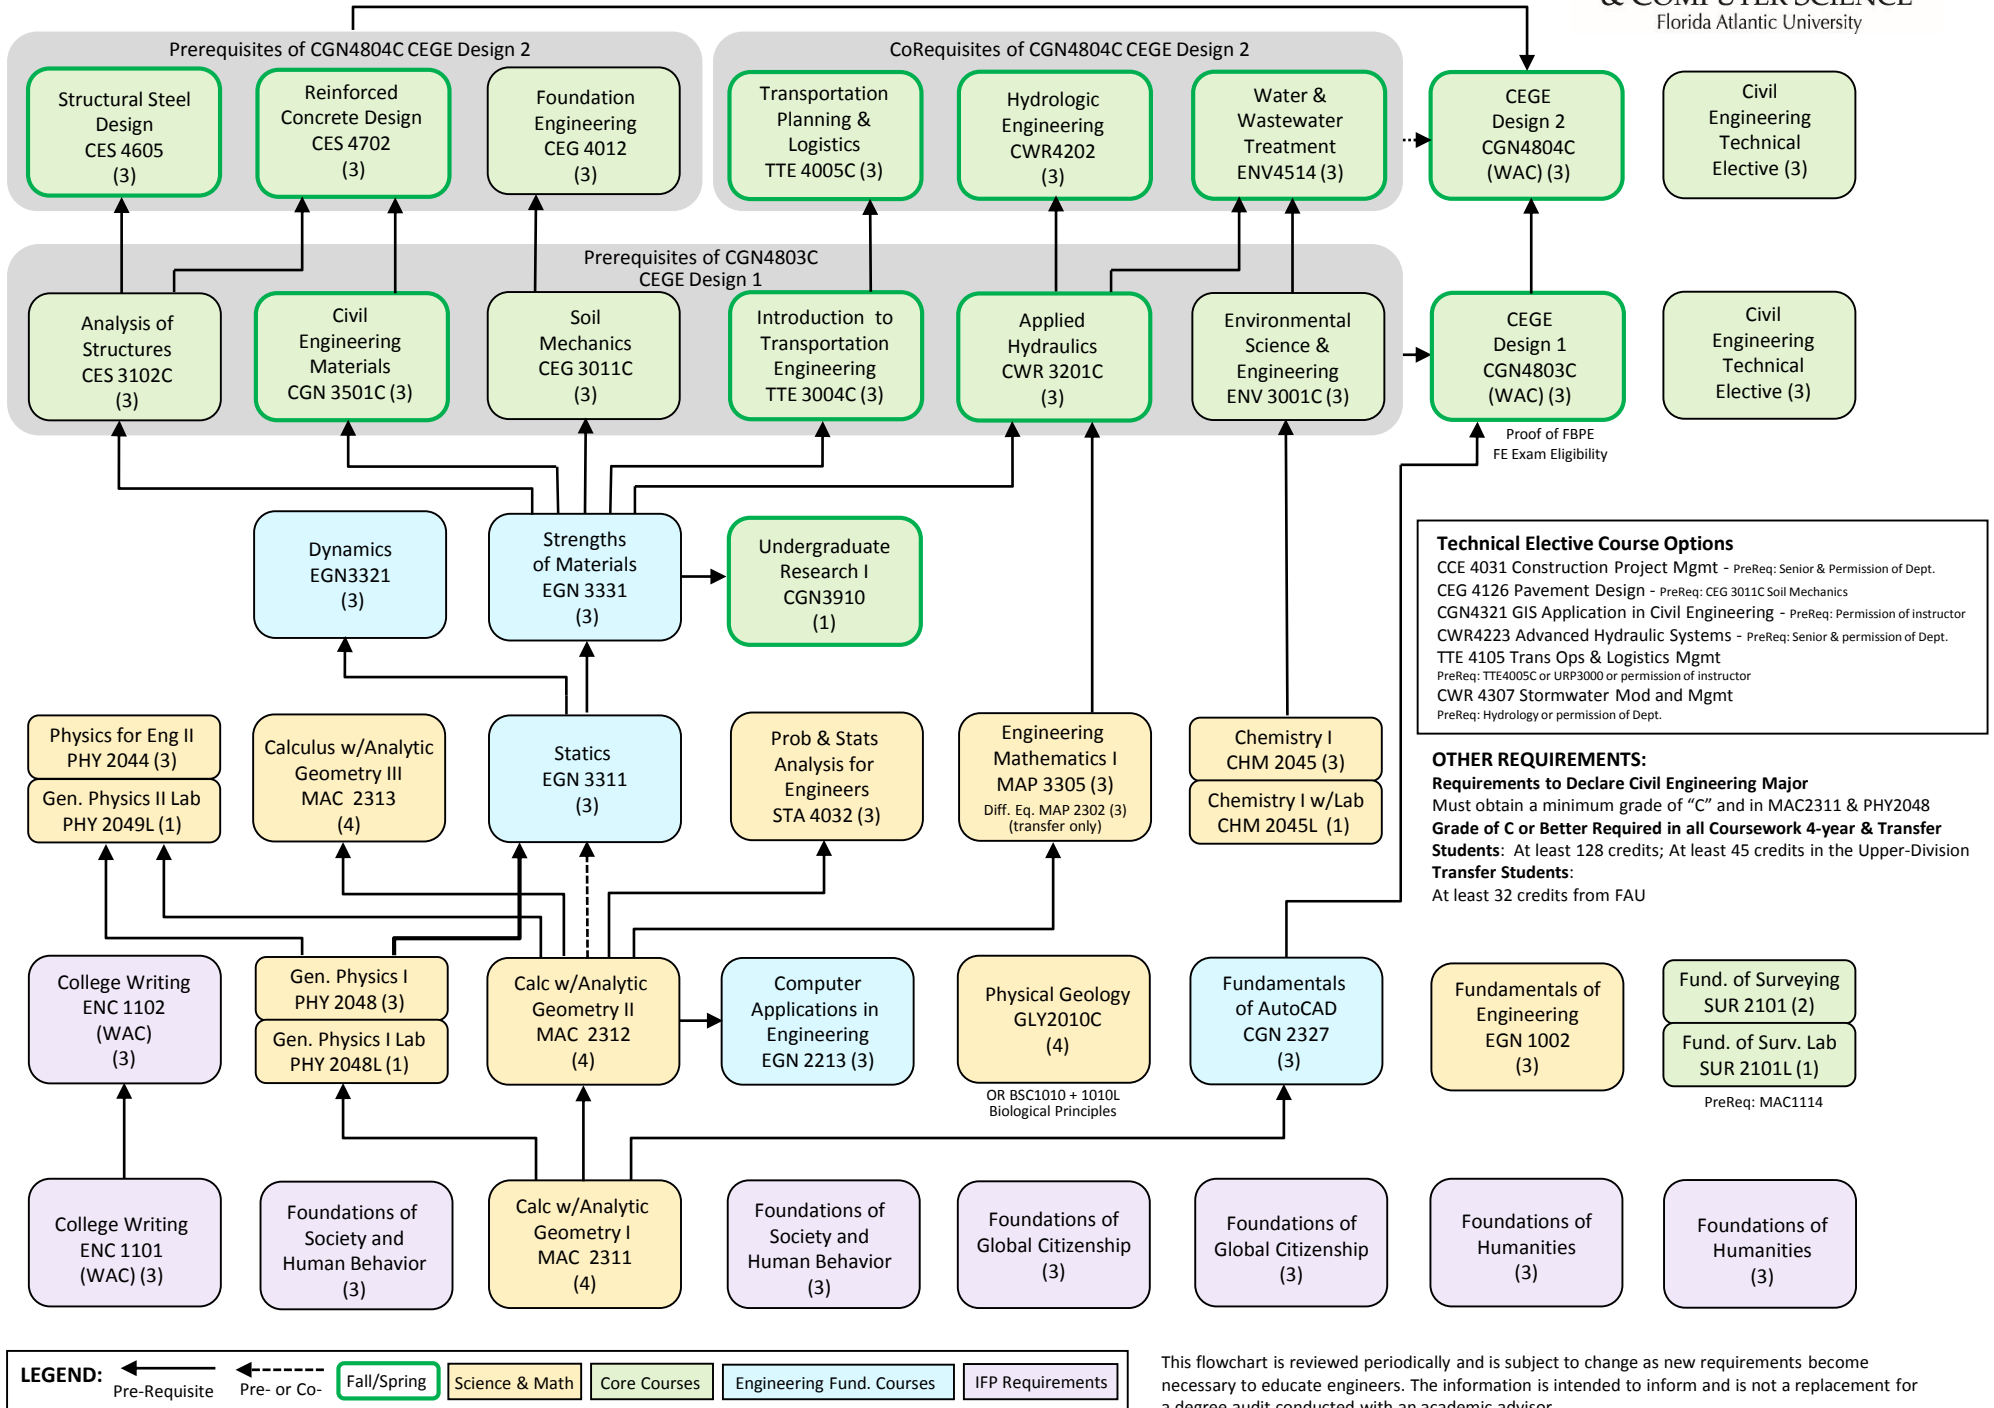 & COMPUTER SCIENCE
Florida Atlantic University
Prerequisites of CGN4804C CEGE Design 2
CoRequisites of CGN4804C CEGE Design 2
Structural Steel
Design
CES 4605
(3)
Reinforced
Concrete Design
CES 4702
(3)
Foundation
Engineering
CEG 4012
(3)
Transportation
Planning &
Logistics
TTE 4005C (3)
Hydrologic
Engineering
CWR4202
(3)
Water &
Wastewater
Treatment
ENV4514 (3)
CEGE
Design 2
CGN4804C
(WAC) (3)
Civil
Engineering
Technical
Elective (3)
Prerequisites of CGN4803C
CEGE Design 1
Analysis of
Structures
CES 3102C
(3)
Civil
Engineering
Materials
CGN 3501C (3)
Soil
Mechanics
CEG 3011C
(3)
Introduction to
Transportation
Engineering
TTE 3004C (3)
Applied
Hydraulics
CWR 3201C
(3)
Environmental
Science &
Engineering
ENV 3001C (3)
CEGE
Design 1
CGN4803C
(WAC) (3)
Civil
Engineering
Technical
Elective (3)
Proof of FBPE
FE Exam Eligibility
Dynamics
EGN3321
(3)
Strengths
of Materials
EGN 3331
(3)
Undergraduate
Research I
CGN3910
(1)
Technical Elective Course Options
CCE 4031 Construction Project Mgmt - PreReq: Senior & Permission of Dept.
CEG 4126 Pavement Design - PreReq: CEG 3011C Soil Mechanics
CGN4321 GIS Application in Civil Engineering - PreReq: Permission of instructor
CWR4223 Advanced Hydraulic Systems - PreReq: Senior & permission of Dept.
TTE 4105 Trans Ops & Logistics Mgmt
PreReq: TTE4005C or URP3000 or permission of instructor
CWR 4307 Stormwater Mod and Mgmt
PreReq: Hydrology or permission of Dept.
Physics for Eng II
PHY 2044 (3)
Gen. Physics II Lab
PHY 2049L (1)
Calculus w/Analytic
Geometry III
MAC 2313
(4)
Statics
EGN 3311
(3)
Prob & Stats
Analysis for
Engineers
STA 4032 (3)
Engineering
Mathematics I
MAP 3305 (3)
Diff. Eq. MAP 2302 (3)
(transfer only)
Chemistry I
CHM 2045 (3)
Chemistry I w/Lab
CHM 2045L (1)
OTHER REQUIREMENTS:
Requirements to Declare Civil Engineering Major
Must obtain a minimum grade of “C” and in MAC2311 & PHY2048
Grade of C or Better Required in all Coursework 4-year & Transfer
Students: At least 128 credits; At least 45 credits in the Upper-Division
Transfer Students:
At least 32 credits from FAU
College Writing
ENC 1102
(WAC)
(3)
Gen. Physics I
PHY 2048 (3)
Gen. Physics I Lab
PHY 2048L (1)
Calc w/Analytic
Geometry II
MAC 2312
(4)
Computer
Applications in
Engineering
EGN 2213 (3)
Physical Geology
GLY2010C
(4)
OR BSC1010 + 1010L
Biological Principles
Fundamentals
of AutoCAD
CGN 2327
(3)
Fundamentals of
Engineering
EGN 1002
(3)
Fund. of Surveying
SUR 2101 (2)
Fund. of Surv. Lab
SUR 2101L (1)
PreReq: MAC1114
College Writing
ENC 1101
(WAC) (3)
Foundations of
Society and
Human Behavior
(3)
Calc w/Analytic
Geometry I
MAC 2311
(4)
Foundations of
Society and
Human Behavior
(3)
Foundations of
Global Citizenship
(3)
Foundations of
Global Citizenship
(3)
Foundations of
Humanities
(3)
Foundations of
Humanities
(3)
LEGEND:
Pre-Requisite
Pre- or Co-
Fall/Spring
Science & Math
Core Courses
Engineering Fund. Courses
IFP Requirements
This flowchart is reviewed periodically and is subject to change as new requirements become
necessary to educate engineers. The information is intended to inform and is not a replacement for
a degree audit conducted with an academic advisor